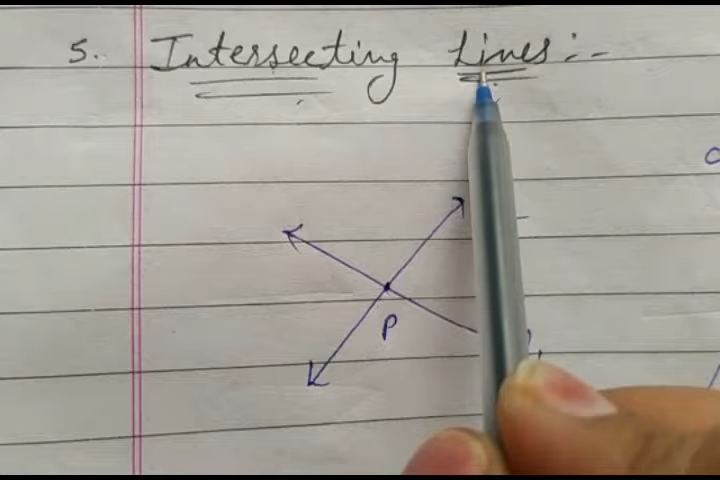 5. Intersecting Lines :-
P